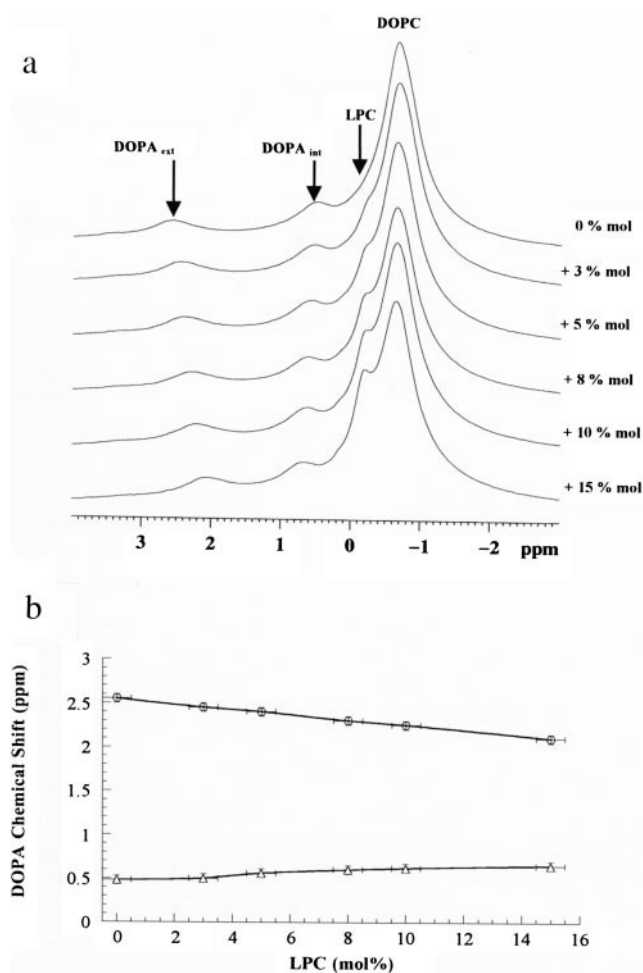 a
DOPC
LPC
DOPA ext
DOPA int
0 % mol
+ 3 % mol
+ 5 % mol
+ 8 % mol
+ 10 % mol
+ 15 % mol
3 2 1 0 −1 −2 ppm
b
DOPA Chemical Shift (ppm)
3
2.5
2
1.5
1
0.5
0
0 2 4 6 8 10 12 14 16
LPC (mol%)